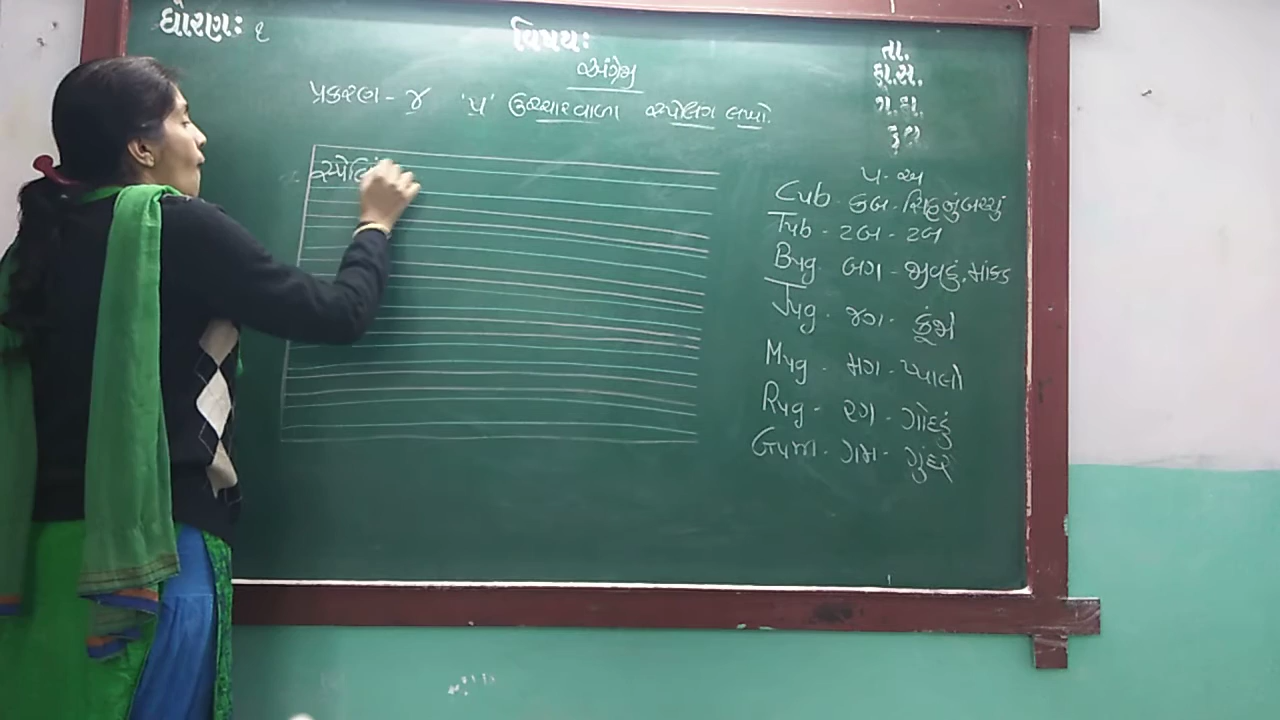 ધોરણઃ ૧
વિષયઃ
અંગ્રેજી
પ્રકરણ - ૪ 'પ' ઉચ્ચારવાળા સ્પેલિંગ લખો.
સ્પેલિં
તા.
ક્રા.સ.
ગૃ.કા.
પ - અ
Cub - કબ - સિંહનું બચ્ચું
Tub - ટબ - ટબ
Bug - બગ - જીવડું, માંકડ
Jug - જગ - કૂંજો
Mug - મગ - પ્યાલો
Rug - રગ - ગોદડું
Gum - ગમ - ગુંદર